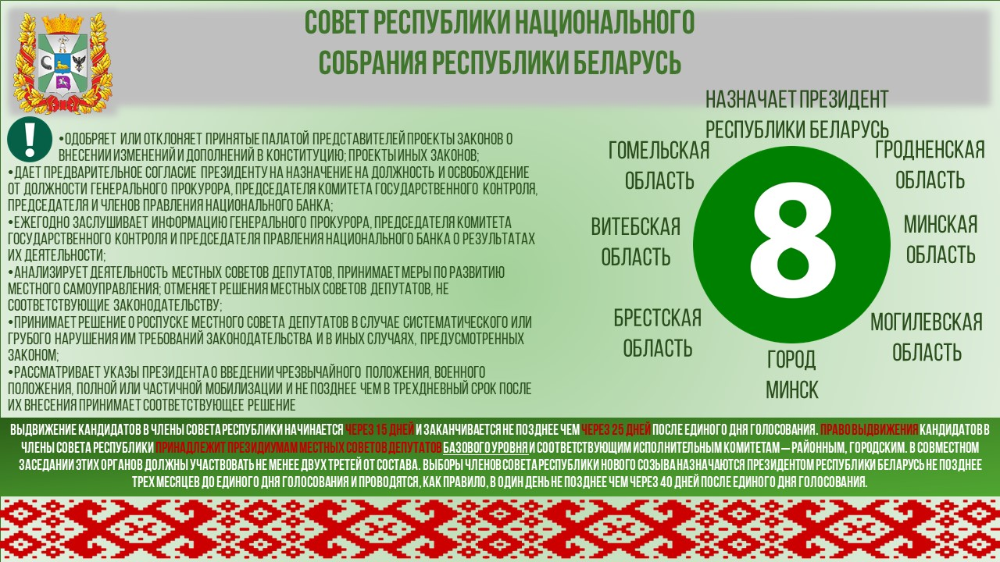 СОВЕТ РЕСПУБЛИКИ НАЦИОНАЛЬНОГО
СОБРАНИЯ РЕСПУБЛИКИ БЕЛАРУСЬ
!
•ОДОБРЯЕТ ИЛИ ОТКЛОНЯЕТ ПРИНЯТЫЕ ПАЛАТОЙ ПРЕДСТАВИТЕЛЕЙ ПРОЕКТЫ ЗАКОНОВ О
ВНЕСЕНИИ ИЗМЕНЕНИЙ И ДОПОЛНЕНИЙ В КОНСТИТУЦИЮ; ПРОЕКТЫ ИНЫХ ЗАКОНОВ;
•ДАЕТ ПРЕДВАРИТЕЛЬНОЕ СОГЛАСИЕ ПРЕЗИДЕНТУ НА НАЗНАЧЕНИЕ НА ДОЛЖНОСТЬ И ОСВОБОЖДЕНИЕ
ОТ ДОЛЖНОСТИ ГЕНЕРАЛЬНОГО ПРОКУРОРА, ПРЕДСЕДАТЕЛЯ КОМИТЕТА ГОСУДАРСТВЕННОГО КОНТРОЛЯ,
ПРЕДСЕДАТЕЛЯ И ЧЛЕНОВ ПРАВЛЕНИЯ НАЦИОНАЛЬНОГО БАНКА;
•ЕЖЕГОДНО ЗАСЛУШИВАЕТ ИНФОРМАЦИЮ ГЕНЕРАЛЬНОГО ПРОКУРОРА, ПРЕДСЕДАТЕЛЯ КОМИТЕТА
ГОСУДАРСТВЕННОГО КОНТРОЛЯ И ПРЕДСЕДАТЕЛЯ ПРАВЛЕНИЯ НАЦИОНАЛЬНОГО БАНКА О РЕЗУЛЬТАТАХ
ИХ ДЕЯТЕЛЬНОСТИ;
•АНАЛИЗИРУЕТ ДЕЯТЕЛЬНОСТЬ МЕСТНЫХ СОВЕТОВ ДЕПУТАТОВ, ПРИНИМАЕТ МЕРЫ ПО РАЗВИТИЮ
МЕСТНОГО САМОУПРАВЛЕНИЯ; ОТМЕНЯЕТ РЕШЕНИЯ МЕСТНЫХ СОВЕТОВ ДЕПУТАТОВ, НЕ
СООТВЕТСТВУЮЩИЕ ЗАКОНОДАТЕЛЬСТВУ;
•ПРИНИМАЕТ РЕШЕНИЕ О РОСПУСКЕ МЕСТНОГО СОВЕТА ДЕПУТАТОВ В СЛУЧАЕ СИСТЕМАТИЧЕСКОГО ИЛИ
ГРУБОГО НАРУШЕНИЯ ИМ ТРЕБОВАНИЙ ЗАКОНОДАТЕЛЬСТВА И В ИНЫХ СЛУЧАЯХ, ПРЕДУСМОТРЕННЫХ
ЗАКОНОМ;
•РАССМАТРИВАЕТ УКАЗЫ ПРЕЗИДЕНТА О ВВЕДЕНИИ ЧРЕЗВЫЧАЙНОГО ПОЛОЖЕНИЯ, ВОЕННОГО
ПОЛОЖЕНИЯ, ПОЛНОЙ ИЛИ ЧАСТИЧНОЙ МОБИЛИЗАЦИИ И НЕ ПОЗДНЕЕ ЧЕМ В ТРЕХДНЕВНЫЙ СРОК ПОСЛЕ
ИХ ВНЕСЕНИЯ ПРИНИМАЕТ СООТВЕТСТВУЮЩЕЕ РЕШЕНИЕ
НАЗНАЧАЕТ ПРЕЗИДЕНТ
РЕСПУБЛИКИ БЕЛАРУСЬ
ГОМЕЛЬСКАЯ
ОБЛАСТЬ
ГРОДНЕНСКАЯ
ОБЛАСТЬ
8
ВИТЕБСКАЯ
ОБЛАСТЬ
МИНСКАЯ
ОБЛАСТЬ
БРЕСТСКАЯ
ОБЛАСТЬ
МОГИЛЕВСКАЯ
ОБЛАСТЬ
ГОРОД
МИНСК
ВЫДВИЖЕНИЕ КАНДИДАТОВ В ЧЛЕНЫ СОВЕТА РЕСПУБЛИКИ НАЧИНАЕТСЯ ЧЕРЕЗ 15 ДНЕЙ И ЗАКАНЧИВАЕТСЯ НЕ ПОЗДНЕЕ ЧЕМ ЧЕРЕЗ 25 ДНЕЙ ПОСЛЕ ЕДИНОГО ДНЯ ГОЛОСОВАНИЯ. ПРАВО ВЫДВИЖЕНИЯ КАНДИДАТОВ В
ЧЛЕНЫ СОВЕТА РЕСПУБЛИКИ ПРИНАДЛЕЖИТ ПРЕЗИДИУМАМ МЕСТНЫХ СОВЕТОВ ДЕПУТАТОВ БАЗОВОГО УРОВНЯ И СООТВЕТСТВУЮЩИМ ИСПОЛНИТЕЛЬНЫМ КОМИТЕТАМ – РАЙОННЫМ, ГОРОДСКИМ. В СОВМЕСТНОМ
ЗАСЕДАНИИ ЭТИХ ОРГАНОВ ДОЛЖНЫ УЧАСТВОВАТЬ НЕ МЕНЕЕ ДВУХ ТРЕТЕЙ ОТ СОСТАВА. ВЫБОРЫ ЧЛЕНОВ СОВЕТА РЕСПУБЛИКИ НОВОГО СОЗЫВА НАЗНАЧАЮТСЯ ПРЕЗИДЕНТОМ РЕСПУБЛИКИ БЕЛАРУСЬ НЕ ПОЗДНЕЕ
ТРЕХ МЕСЯЦЕВ ДО ЕДИНОГО ДНЯ ГОЛОСОВАНИЯ И ПРОВОДЯТСЯ, КАК ПРАВИЛО, В ОДИН ДЕНЬ НЕ ПОЗДНЕЕ ЧЕМ ЧЕРЕЗ 40 ДНЕЙ ПОСЛЕ ЕДИНОГО ДНЯ ГОЛОСОВАНИЯ.